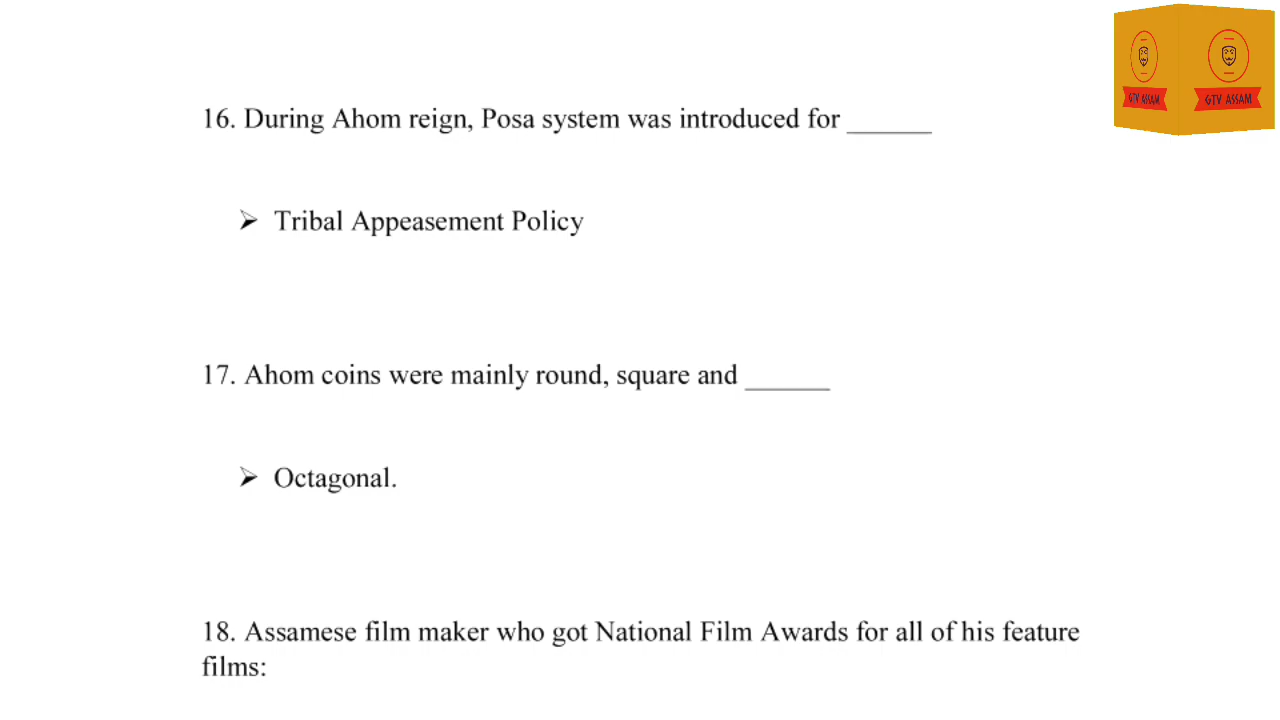 GTV ASSAM GTV ASSAM
16. During Ahom reign, Posa system was introduced for ______
➢ Tribal Appeasement Policy
17. Ahom coins were mainly round, square and ______
➢ Octagonal.
18. Assamese film maker who got National Film Awards for all of his feature
films: